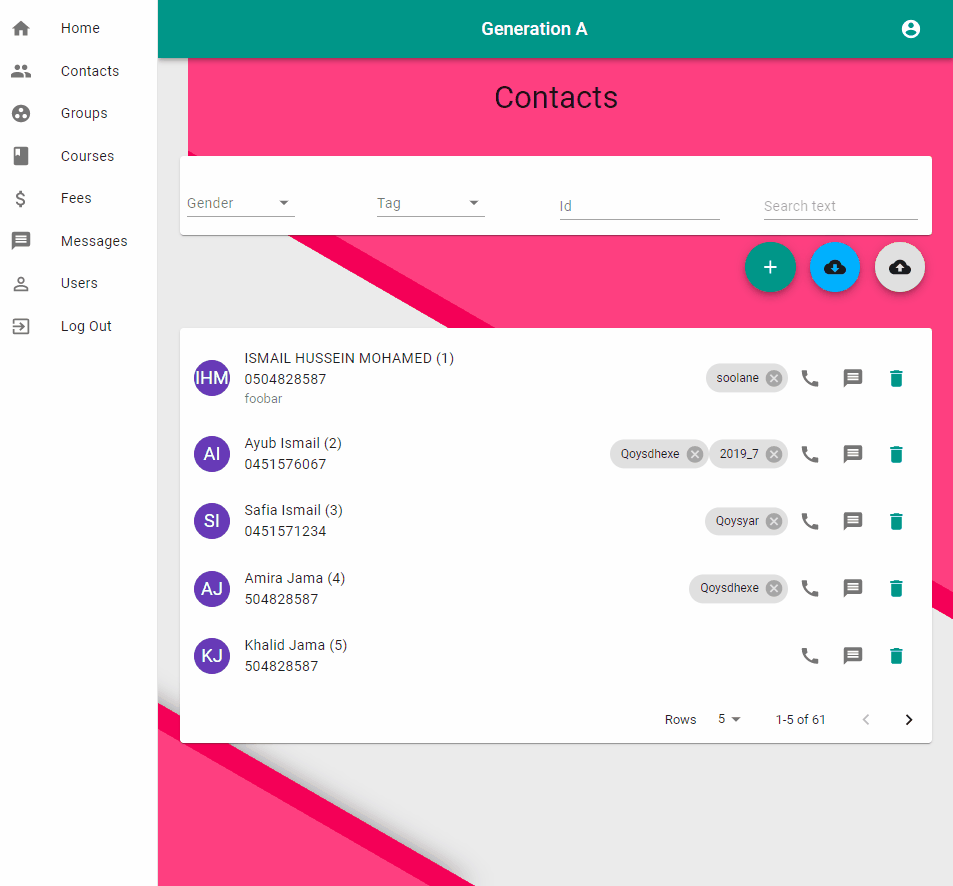 Home
Contacts
Groups
Courses
Fees
Messages
Users
Log Out
Generation A
Contacts
Gender
Tag
Id
Search text
IHM
ISMAIL HUSSEIN MOHAMED (1)
0504828587
foobar
soolane
AI
Ayub Ismail (2)
0451576067
Qoysdhexe
2019_7
SI
Safia Ismail (3)
0451571234
Qoysyar
AJ
Amira Jama (4)
504828587
Qoysdhexe
KJ
Khalid Jama (5)
504828587
Rows 5 1-5 of 61